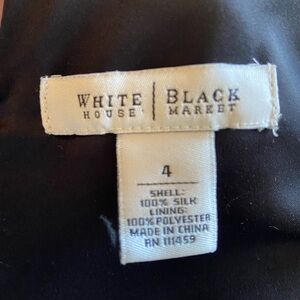 WHITE | BLACK
HOUSE | MARKET
4
SHELL:
100% SILK
LINING:
100% POLYESTER
MADE IN CHINA
RN 111459